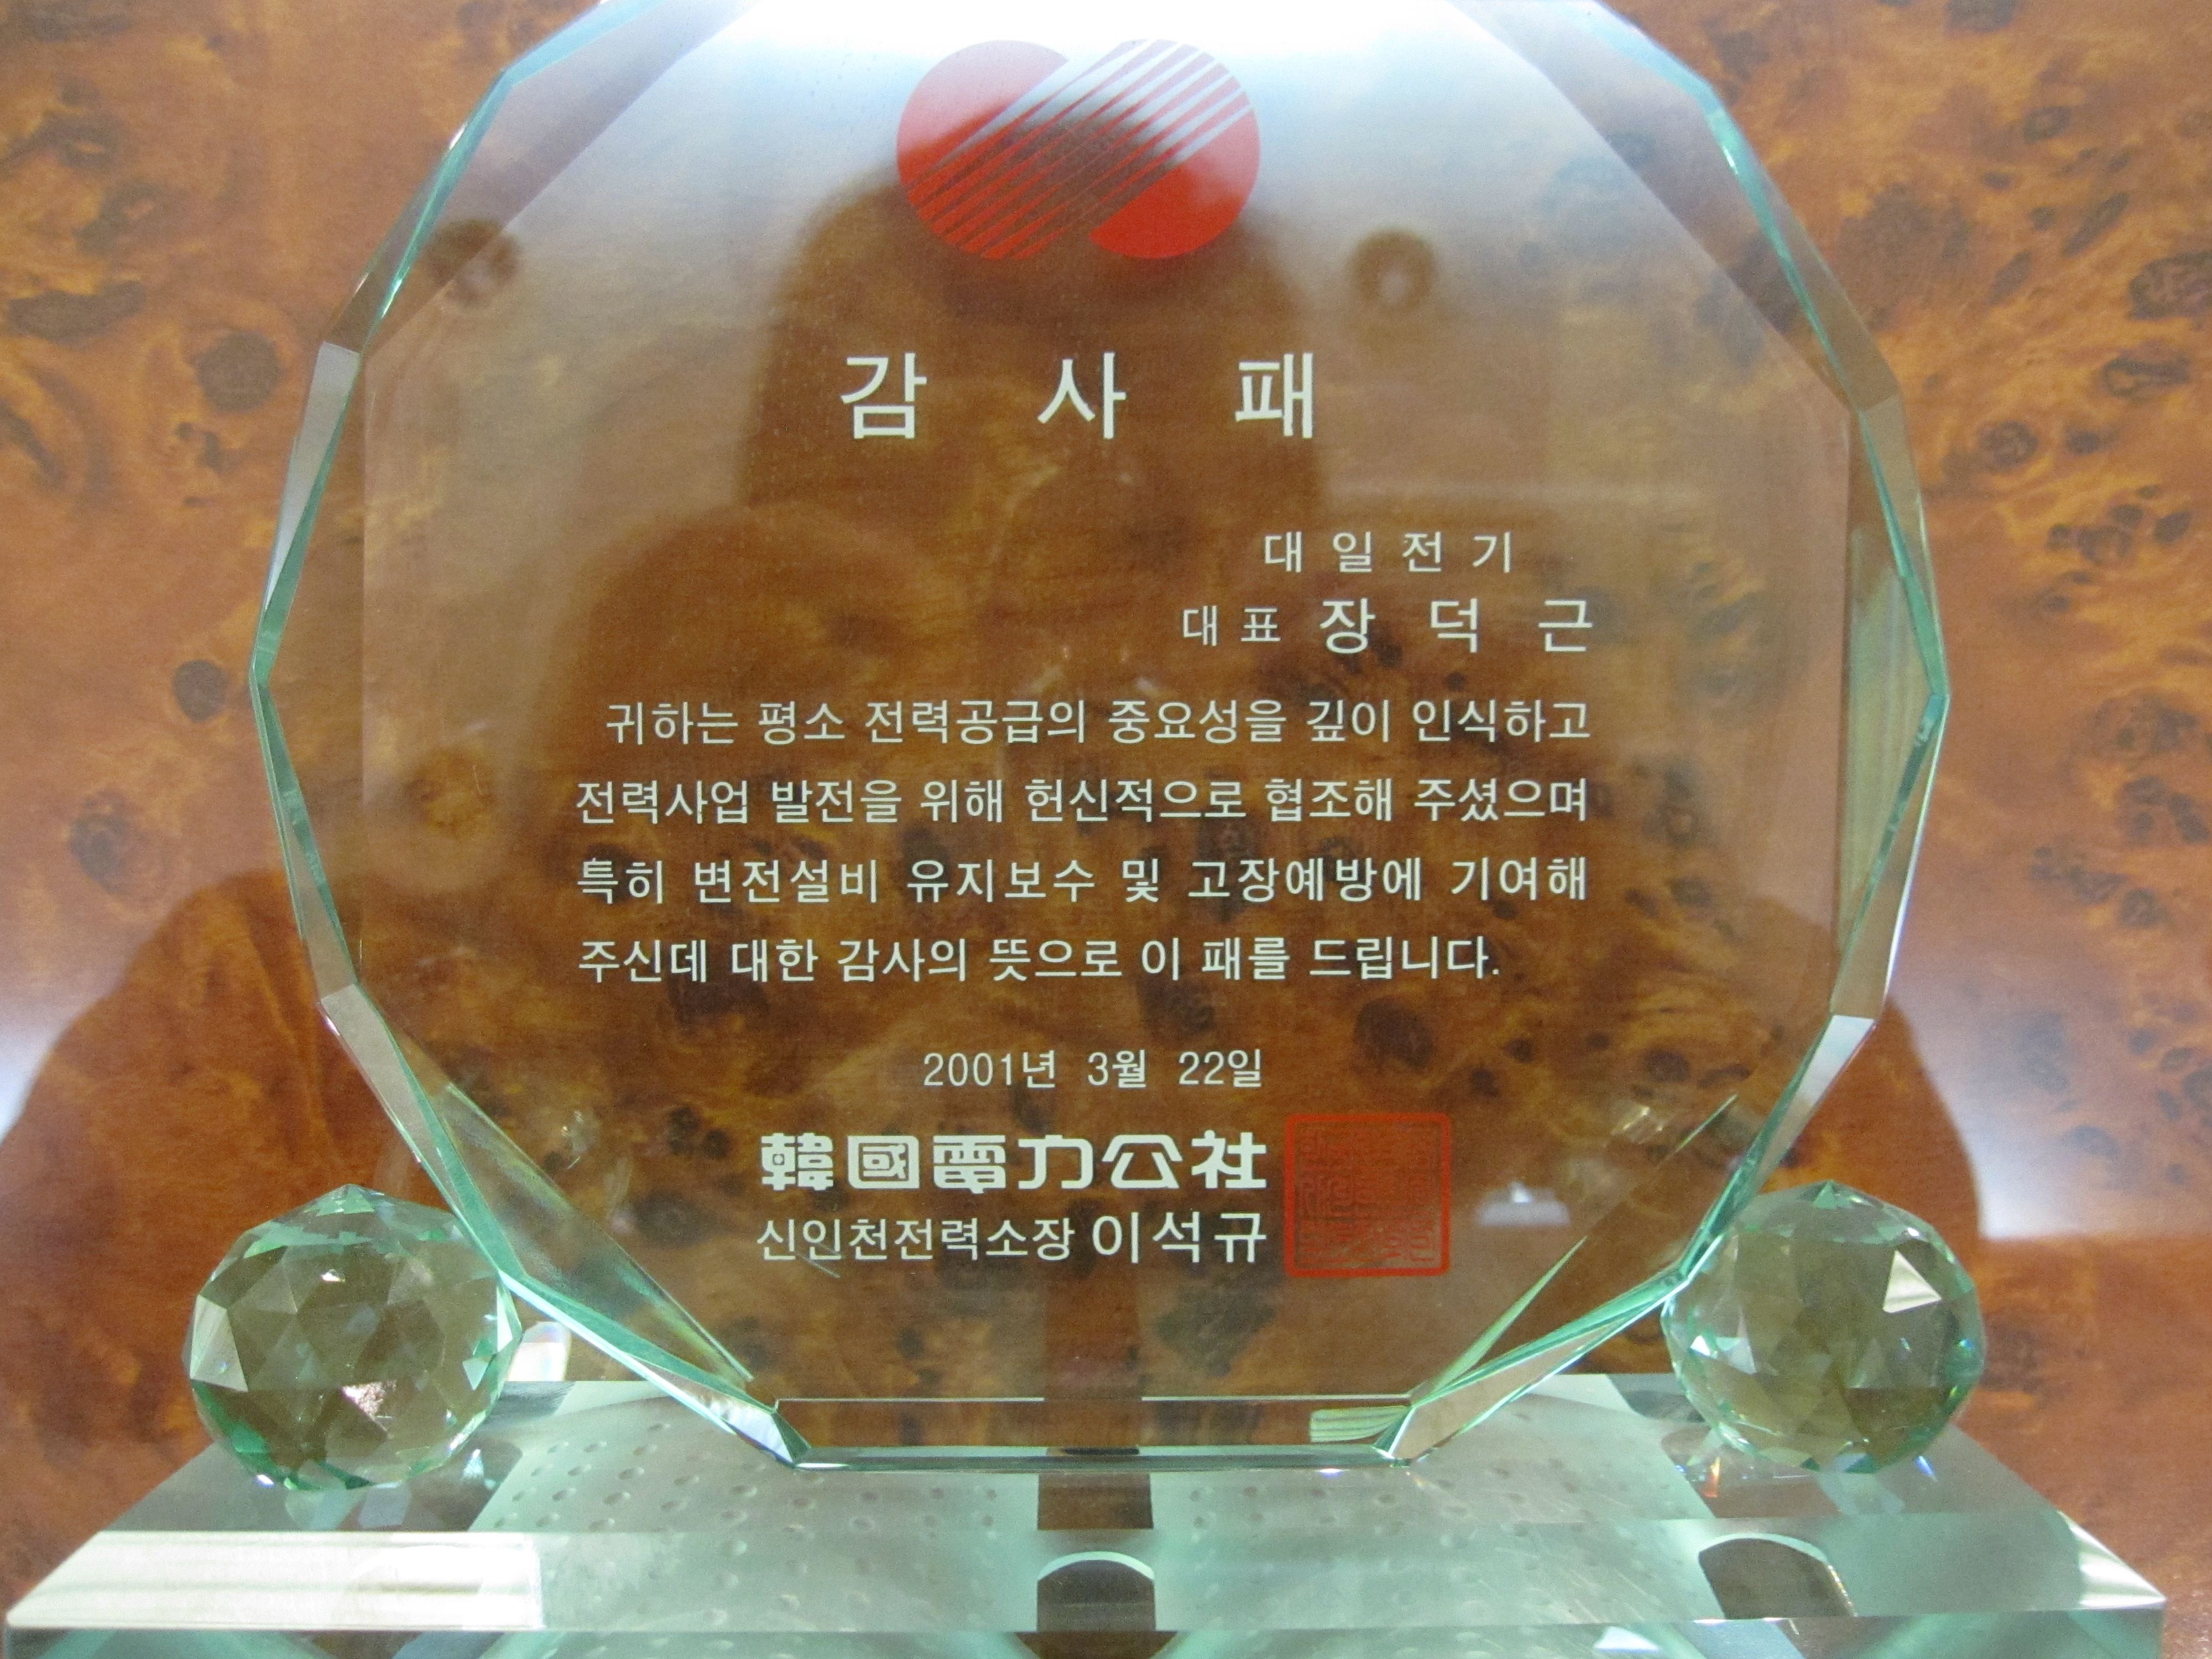 감 사 패
대 일 전 기
대 표 장 덕 근
귀하는 평소 전력공급의 중요성을 깊이 인식하고
전력사업 발전을 위해 헌신적으로 협조해 주셨으며
특히 변전설비 유지보수 및 고장예방에 기여해
주신데 대한 감사의 뜻으로 이 패를 드립니다.
2001년 3월 22일
韓國電力公社
신인천전력소장 이석규